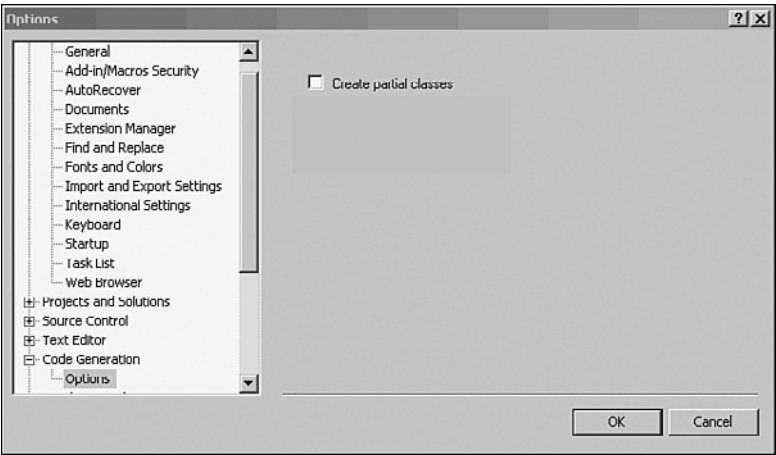 Options
General
Add-in/Macros Security
AutoRecover
Documents
Extension Manager
Find and Replace
Fonts and Colors
Import and Export Settings
International Settings
Keyboard
Startup
Task List
Web Browser
Projects and Solutions
Source Control
Text Editor
Code Generation
Options
Create partial classes
OK
Cancel